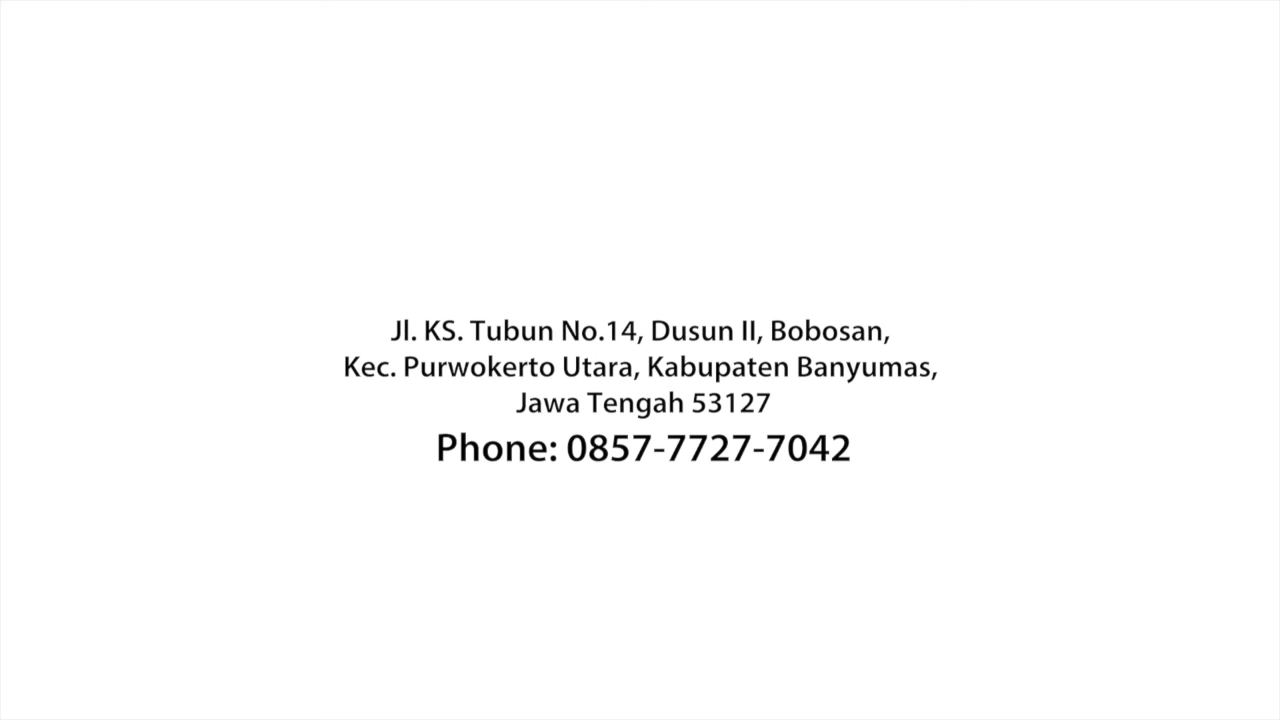 Jl. KS. Tubun No.14, Dusun II, Bobosan,
Kec. Purwokerto Utara, Kabupaten Banyumas,
Jawa Tengah 53127
Phone: 0857-7727-7042